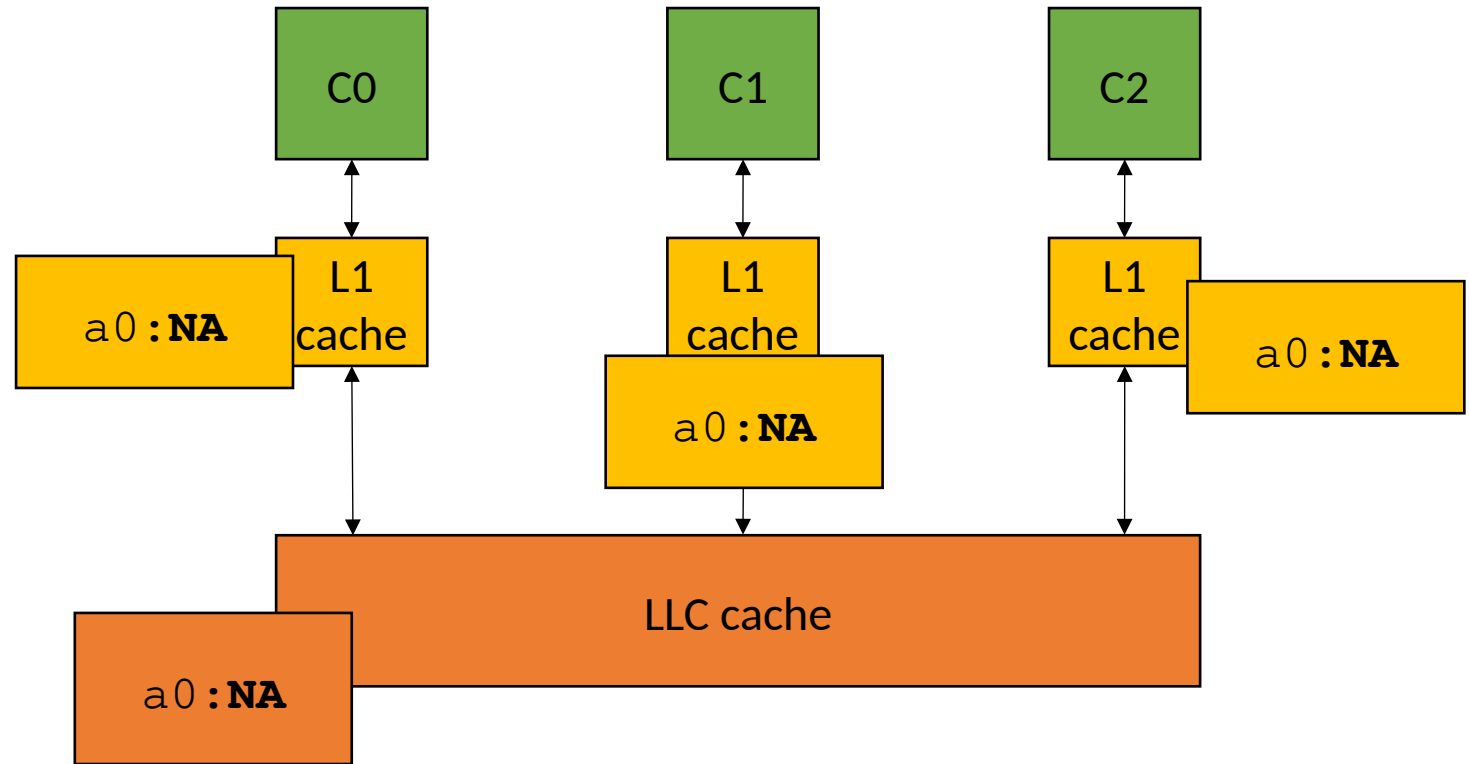 C0
C1
C2
L1
cache
L1
cache
L1
cache
a0:NA
a0:NA
a0:NA
LLC cache
a0:NA